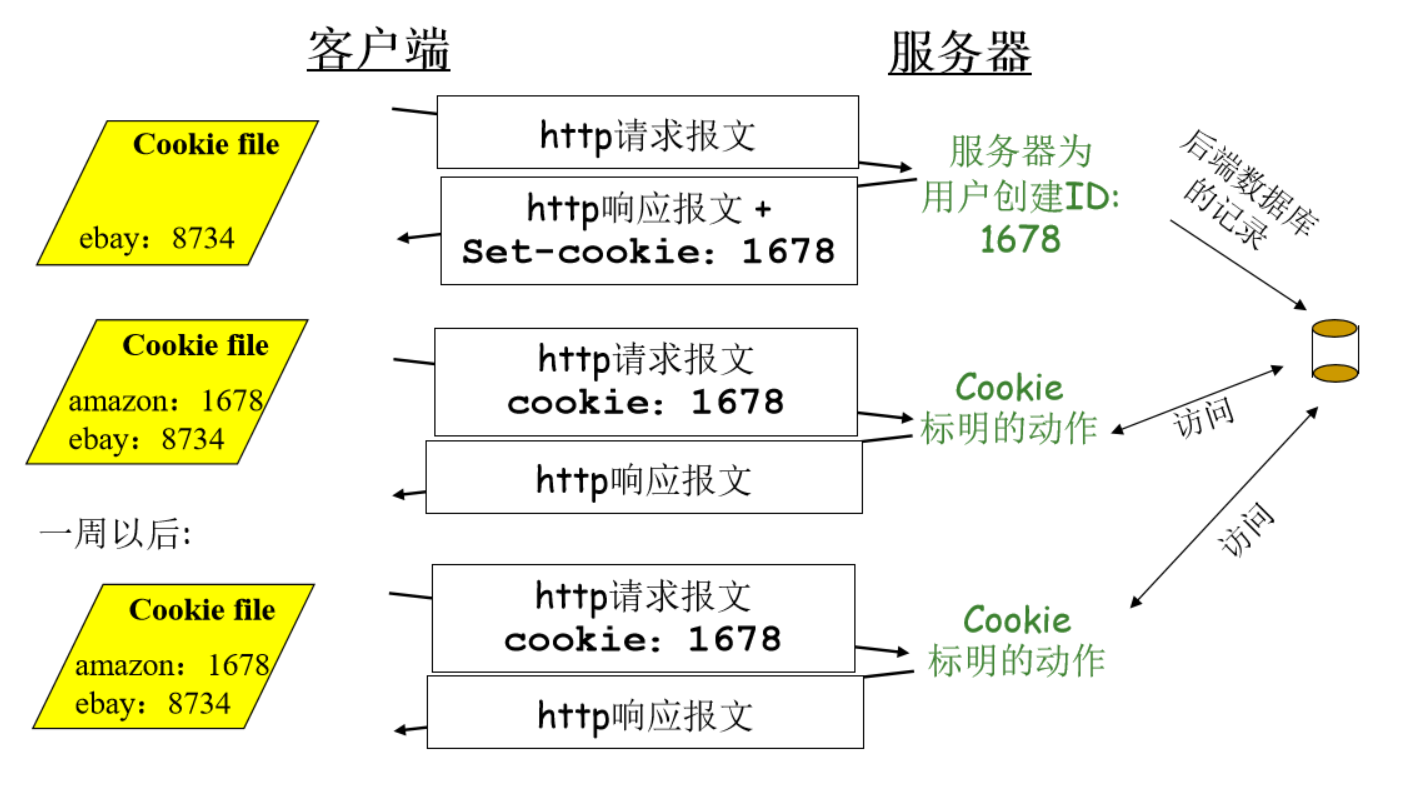 客户端
服务器
Cookie file
ebay：8734
http请求报文
http响应报文 +
Set-cookie：1678
服务器为
用户创建ID:
1678
后端数据库
的记录
Cookie file
amazon：1678
ebay：8734
http请求报文
cookie：1678
http响应报文
Cookie
标明的动作
访问
一周以后:
Cookie file
amazon：1678
ebay：8734
http请求报文
cookie：1678
http响应报文
Cookie
标明的动作
访问